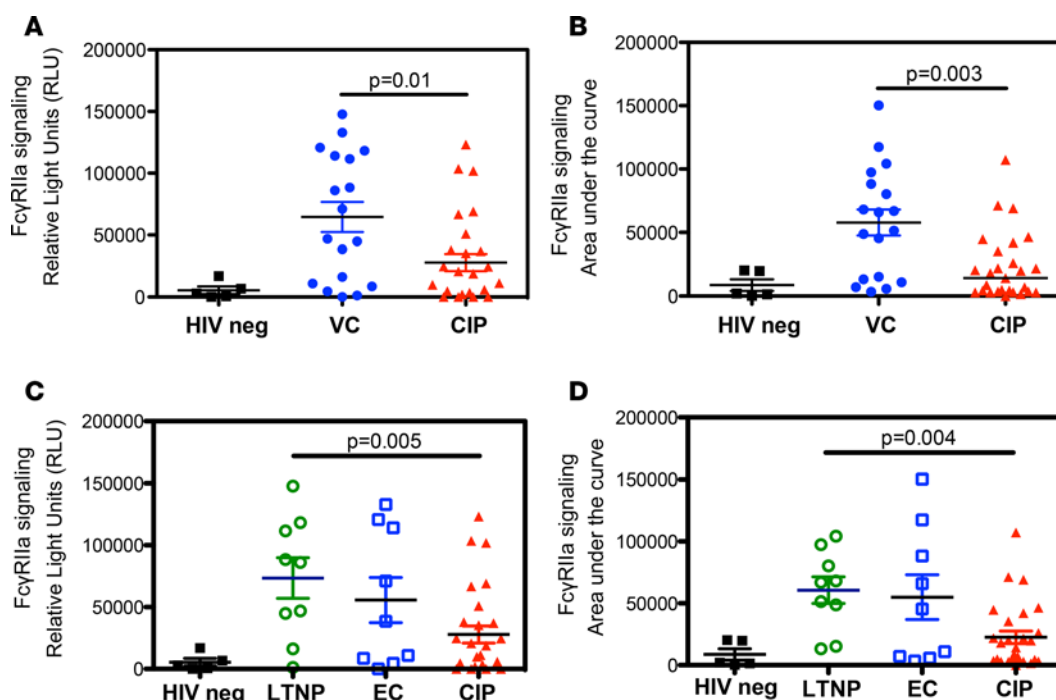 A
FcγRIIa signaling
Relative Light Units (RLU)
200000
150000
100000
50000
0
p=0.01
HIV neg
VC
CIP
B
FcγRIIa signaling
Area under the curve
200000
150000
100000
50000
0
p=0.003
HIV neg
VC
CIP
C
FcγRIIa signaling
Relative Light Units (RLU)
200000
150000
100000
50000
0
p=0.005
HIV neg
LTNP
EC
CIP
D
FcγRIIa signaling
Area under the curve
200000
150000
100000
50000
0
p=0.004
HIV neg
LTNP
EC
CIP